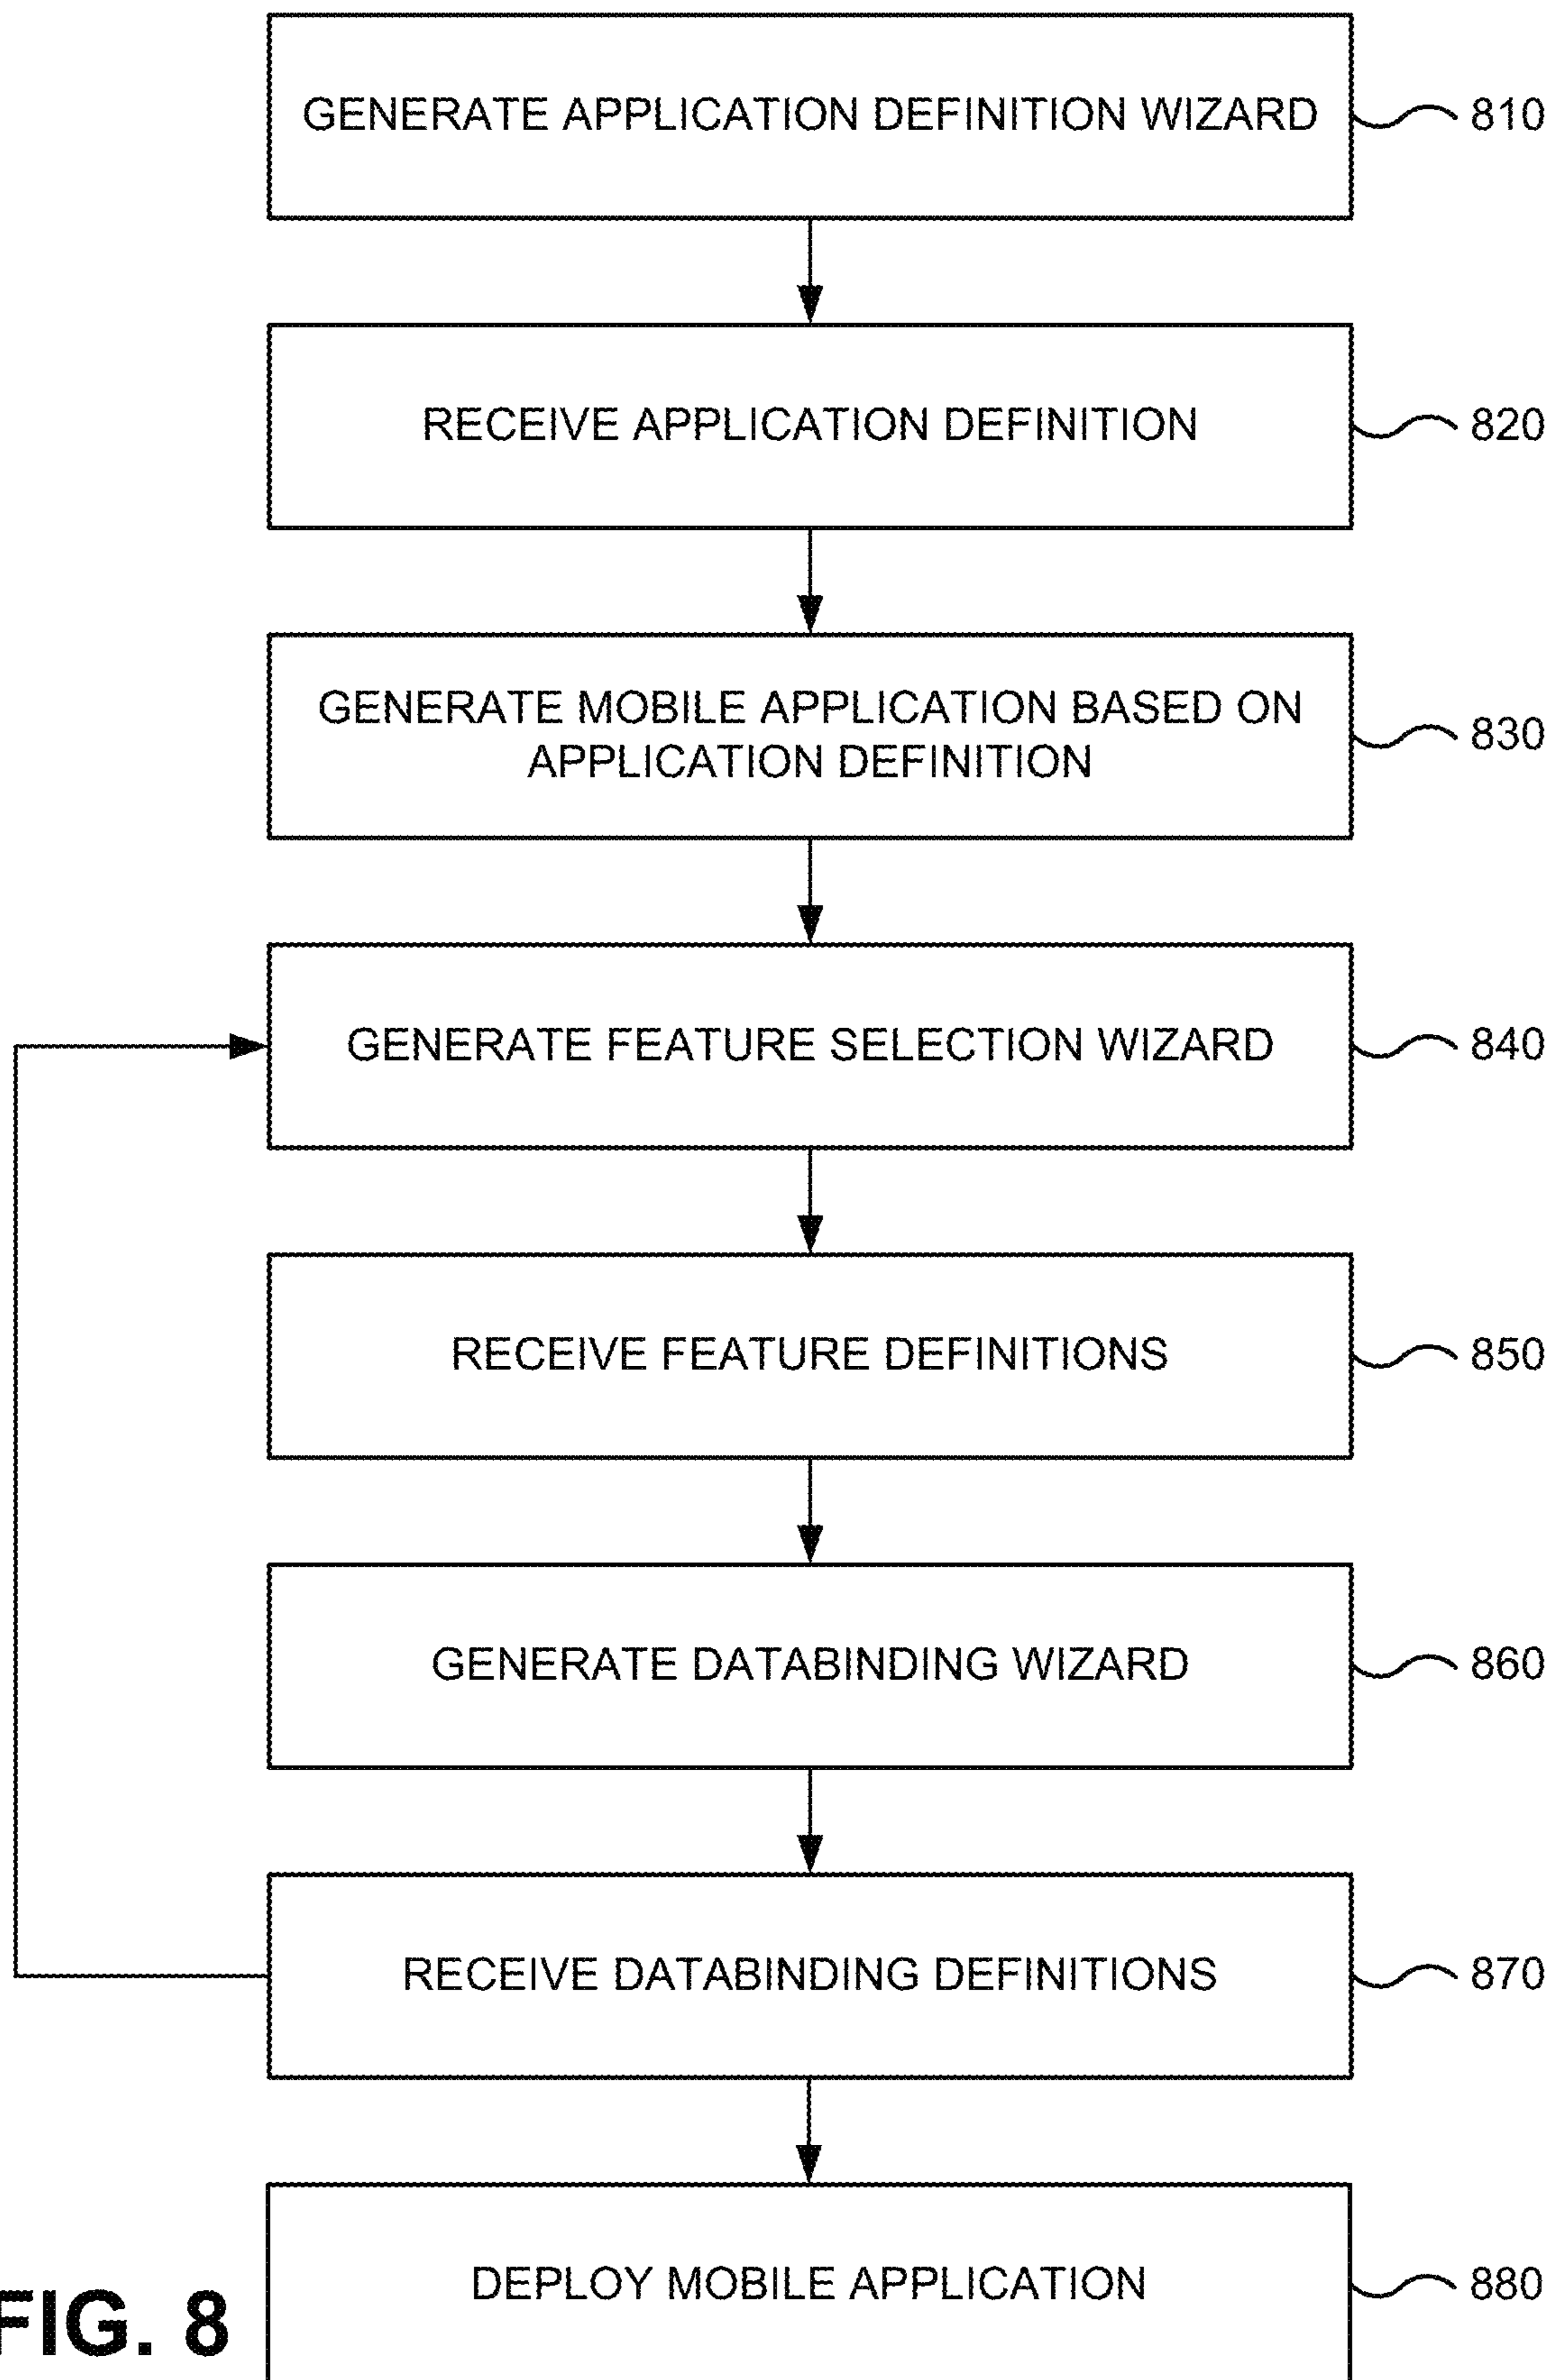 GENERATE APPLICATION DEFINITION WIZARD
810
RECEIVE APPLICATION DEFINITION
820
GENERATE MOBILE APPLICATION BASED ON
APPLICATION DEFINITION
830
GENERATE FEATURE SELECTION WIZARD
840
RECEIVE FEATURE DEFINITIONS
850
GENERATE DATABINDING WIZARD
860
RECEIVE DATABINDING DEFINITIONS
870
DEPLOY MOBILE APPLICATION
880
FIG. 8